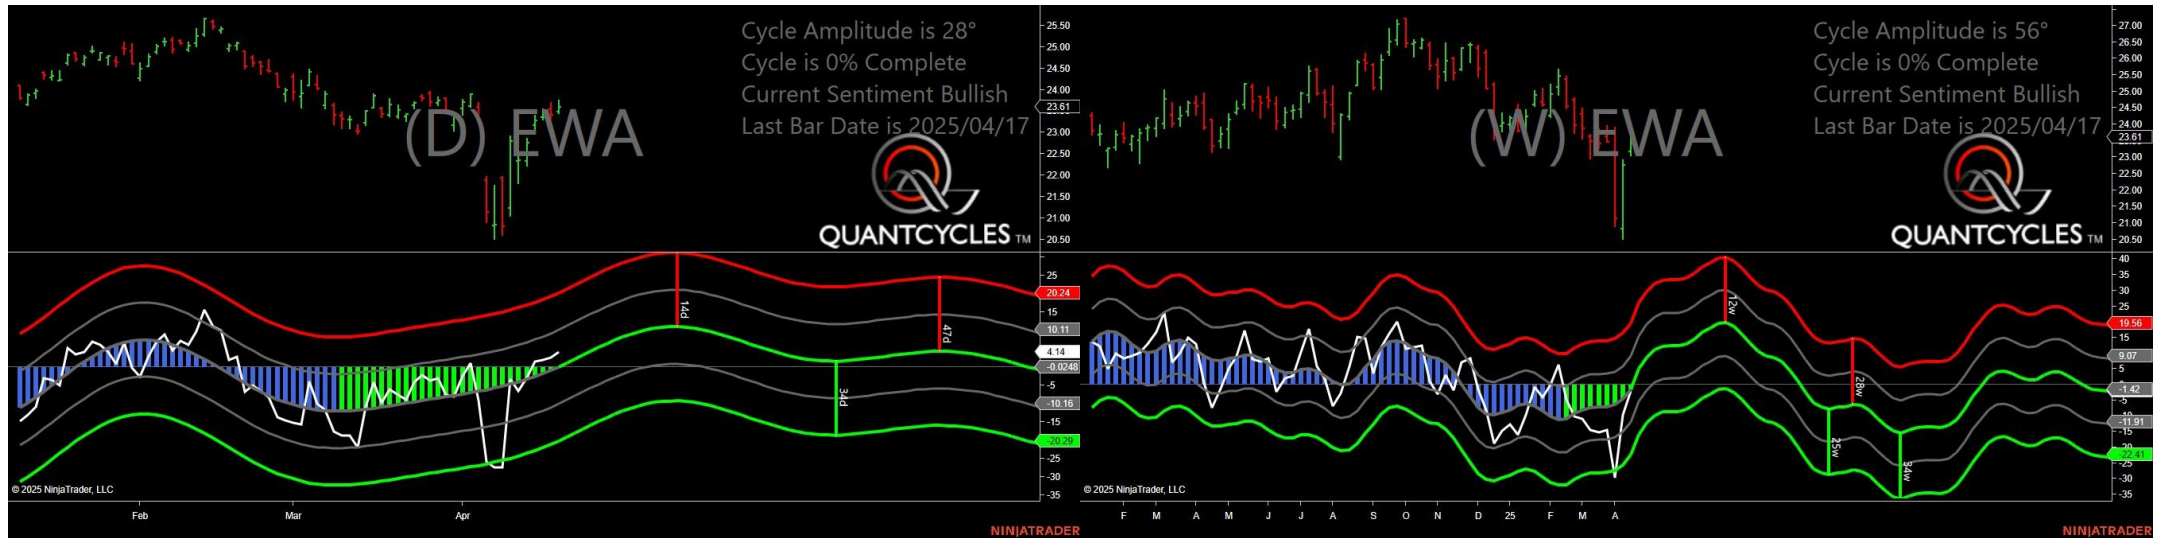 Cycle Amplitude is 28°
Cycle is 0% Complete
Current Sentiment Bullish
Last Bar Date is 2025/04/17
(D) EWA
QUANTCYCLES TM
25.50
25.00
24.50
24.00
23.61
23.00
22.50
22.00
21.50
21.00
20.50
14d
34d
47d
25
20.24
15
10.11
4.14
-0.0248
-5
-10.16
-15
-20.29
-25
-30
-35
© 2025 NinjaTrader, LLC
Feb
Mar
Apr
NINJATRADER
Cycle Amplitude is 56°
Cycle is 0% Complete
Current Sentiment Bullish
Last Bar Date is 2025/04/17
(W) EWA
QUANTCYCLES TM
27.00
26.50
26.00
25.50
25.00
24.50
24.00
23.61
23.00
22.50
22.00
21.50
21.00
20.50
12w
25w
28w
34w
40
35
30
25
19.56
15
9.07
5
-1.42
-5
-11.91
-15
-22.41
-25
-30
-35
© 2025 NinjaTrader, LLC
F
M
A
M
J
J
A
S
O
N
D
25
F
M
A
NINJATRADER